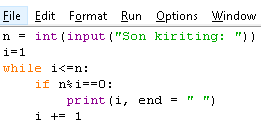 File Edit Format Run Options Window
n = int(input("Son kiriting: "))
i=1
while i<=n:
    if n%i==0:
        print(i, end = " ")
    i += 1